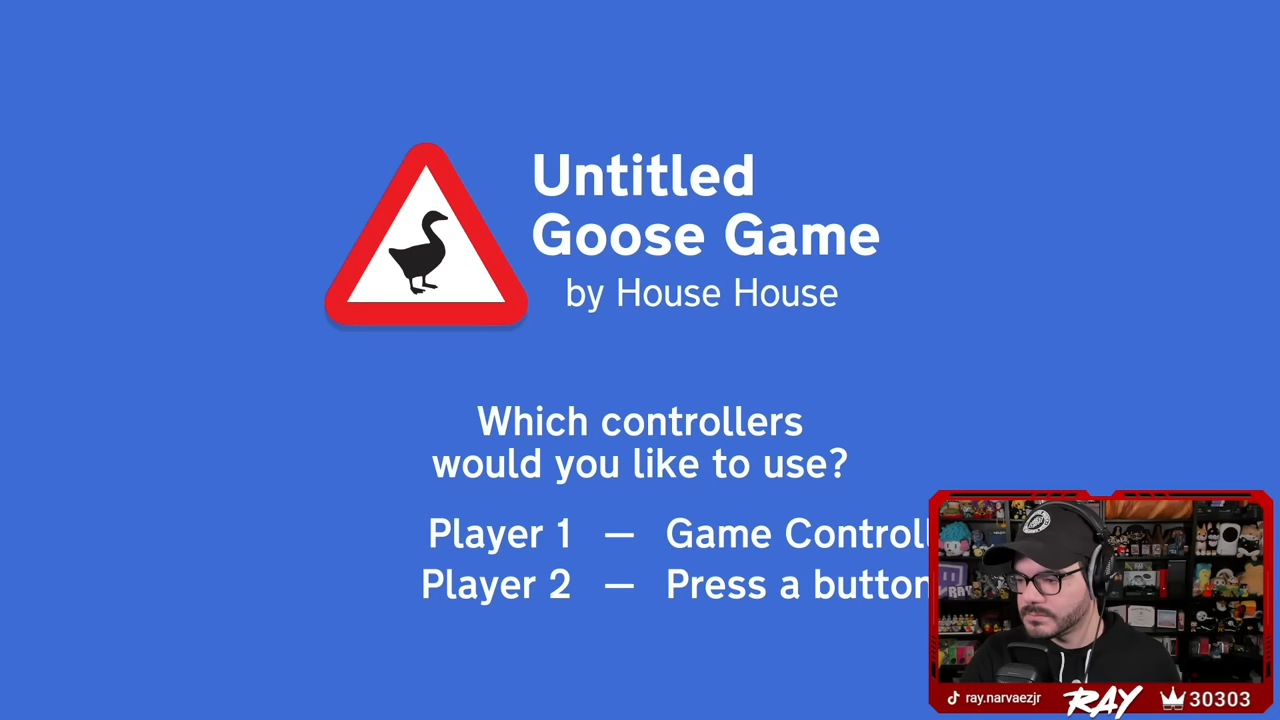 Untitled
Goose Game
by House House
Which controllers
would you like to use?
Player 1 — Game Controll
Player 2 — Press a button
ray.narvaezjr
RAY
30303